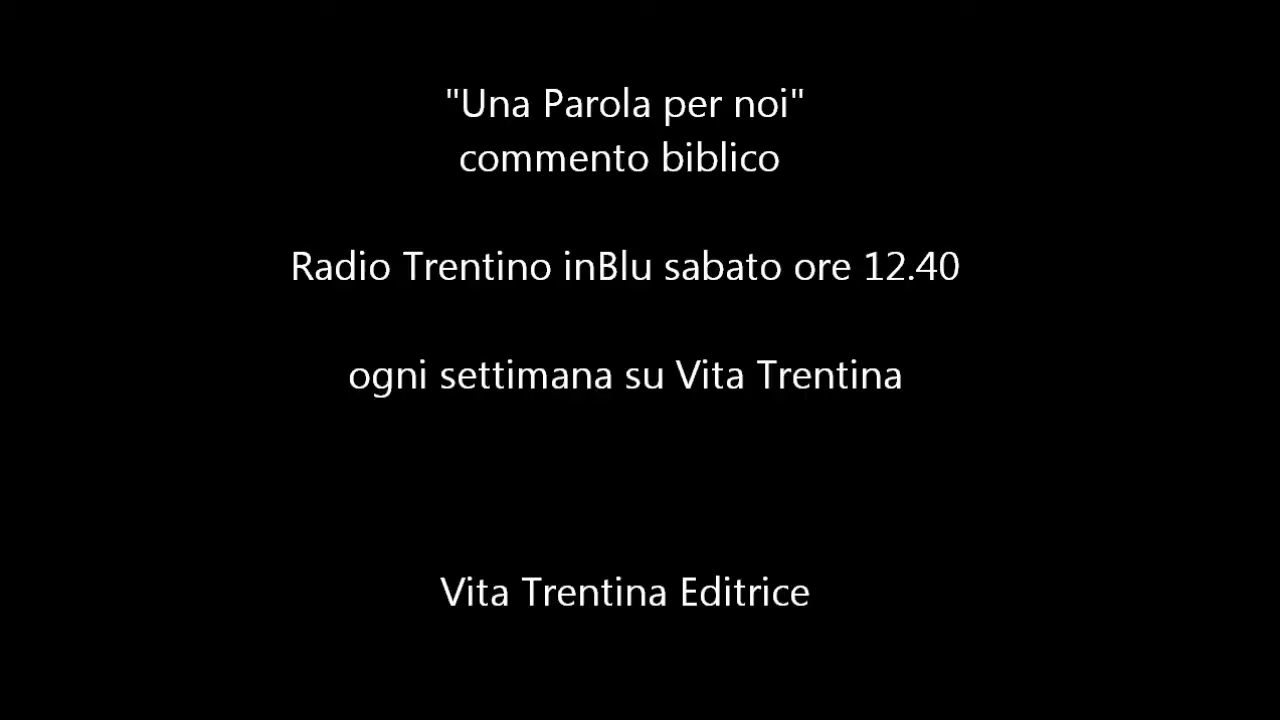 "Una Parola per noi"
commento biblico
Radio Trentino inBlu sabato ore 12.40
ogni settimana su Vita Trentina
Vita Trentina Editrice